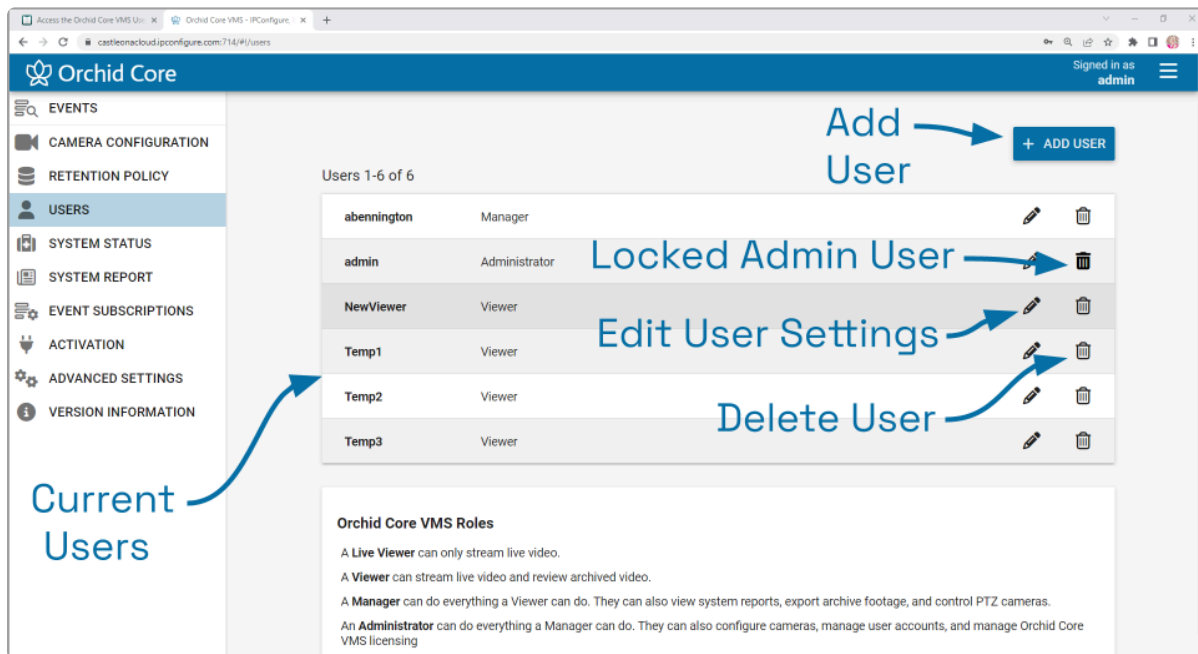 Access the Orchid Core VMS Use
Orchid Core VMS - IPConfigure,
castleonacloud.ipconfigure.com:714/#!/users
Orchid Core
Signed in as
admin
EVENTS
CAMERA CONFIGURATION
RETENTION POLICY
USERS
SYSTEM STATUS
SYSTEM REPORT
EVENT SUBSCRIPTIONS
ACTIVATION
ADVANCED SETTINGS
VERSION INFORMATION
Add
User
+ ADD USER
Users 1-6 of 6
abennington Manager
admin Administrator
Locked Admin User
NewViewer Viewer
Edit User Settings
Temp1 Viewer
Temp2 Viewer
Delete User
Temp3 Viewer
Current
Users
Orchid Core VMS Roles
A Live Viewer can only stream live video.
A Viewer can stream live video and review archived video.
A Manager can do everything a Viewer can do. They can also view system reports, export archive footage, and control PTZ cameras.
An Administrator can do everything a Manager can do. They can also configure cameras, manage user accounts, and manage Orchid Core
VMS licensing